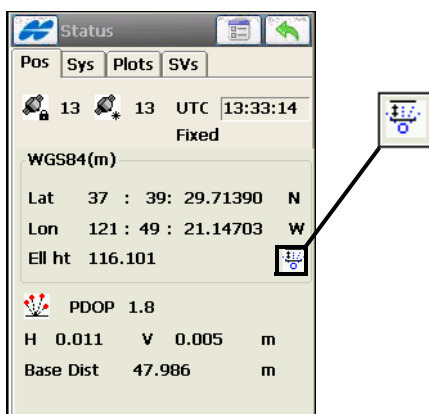 Status
Pos Sys Plots SVs
13 13 UTC 13:33:14
Fixed
WGS84(m)
Lat 37 : 39: 29.71390 N
Lon 121 : 49 : 21.14703 W
Ell ht 116.101
PDOP 1.8
H 0.011 V 0.005 m
Base Dist 47.986 m